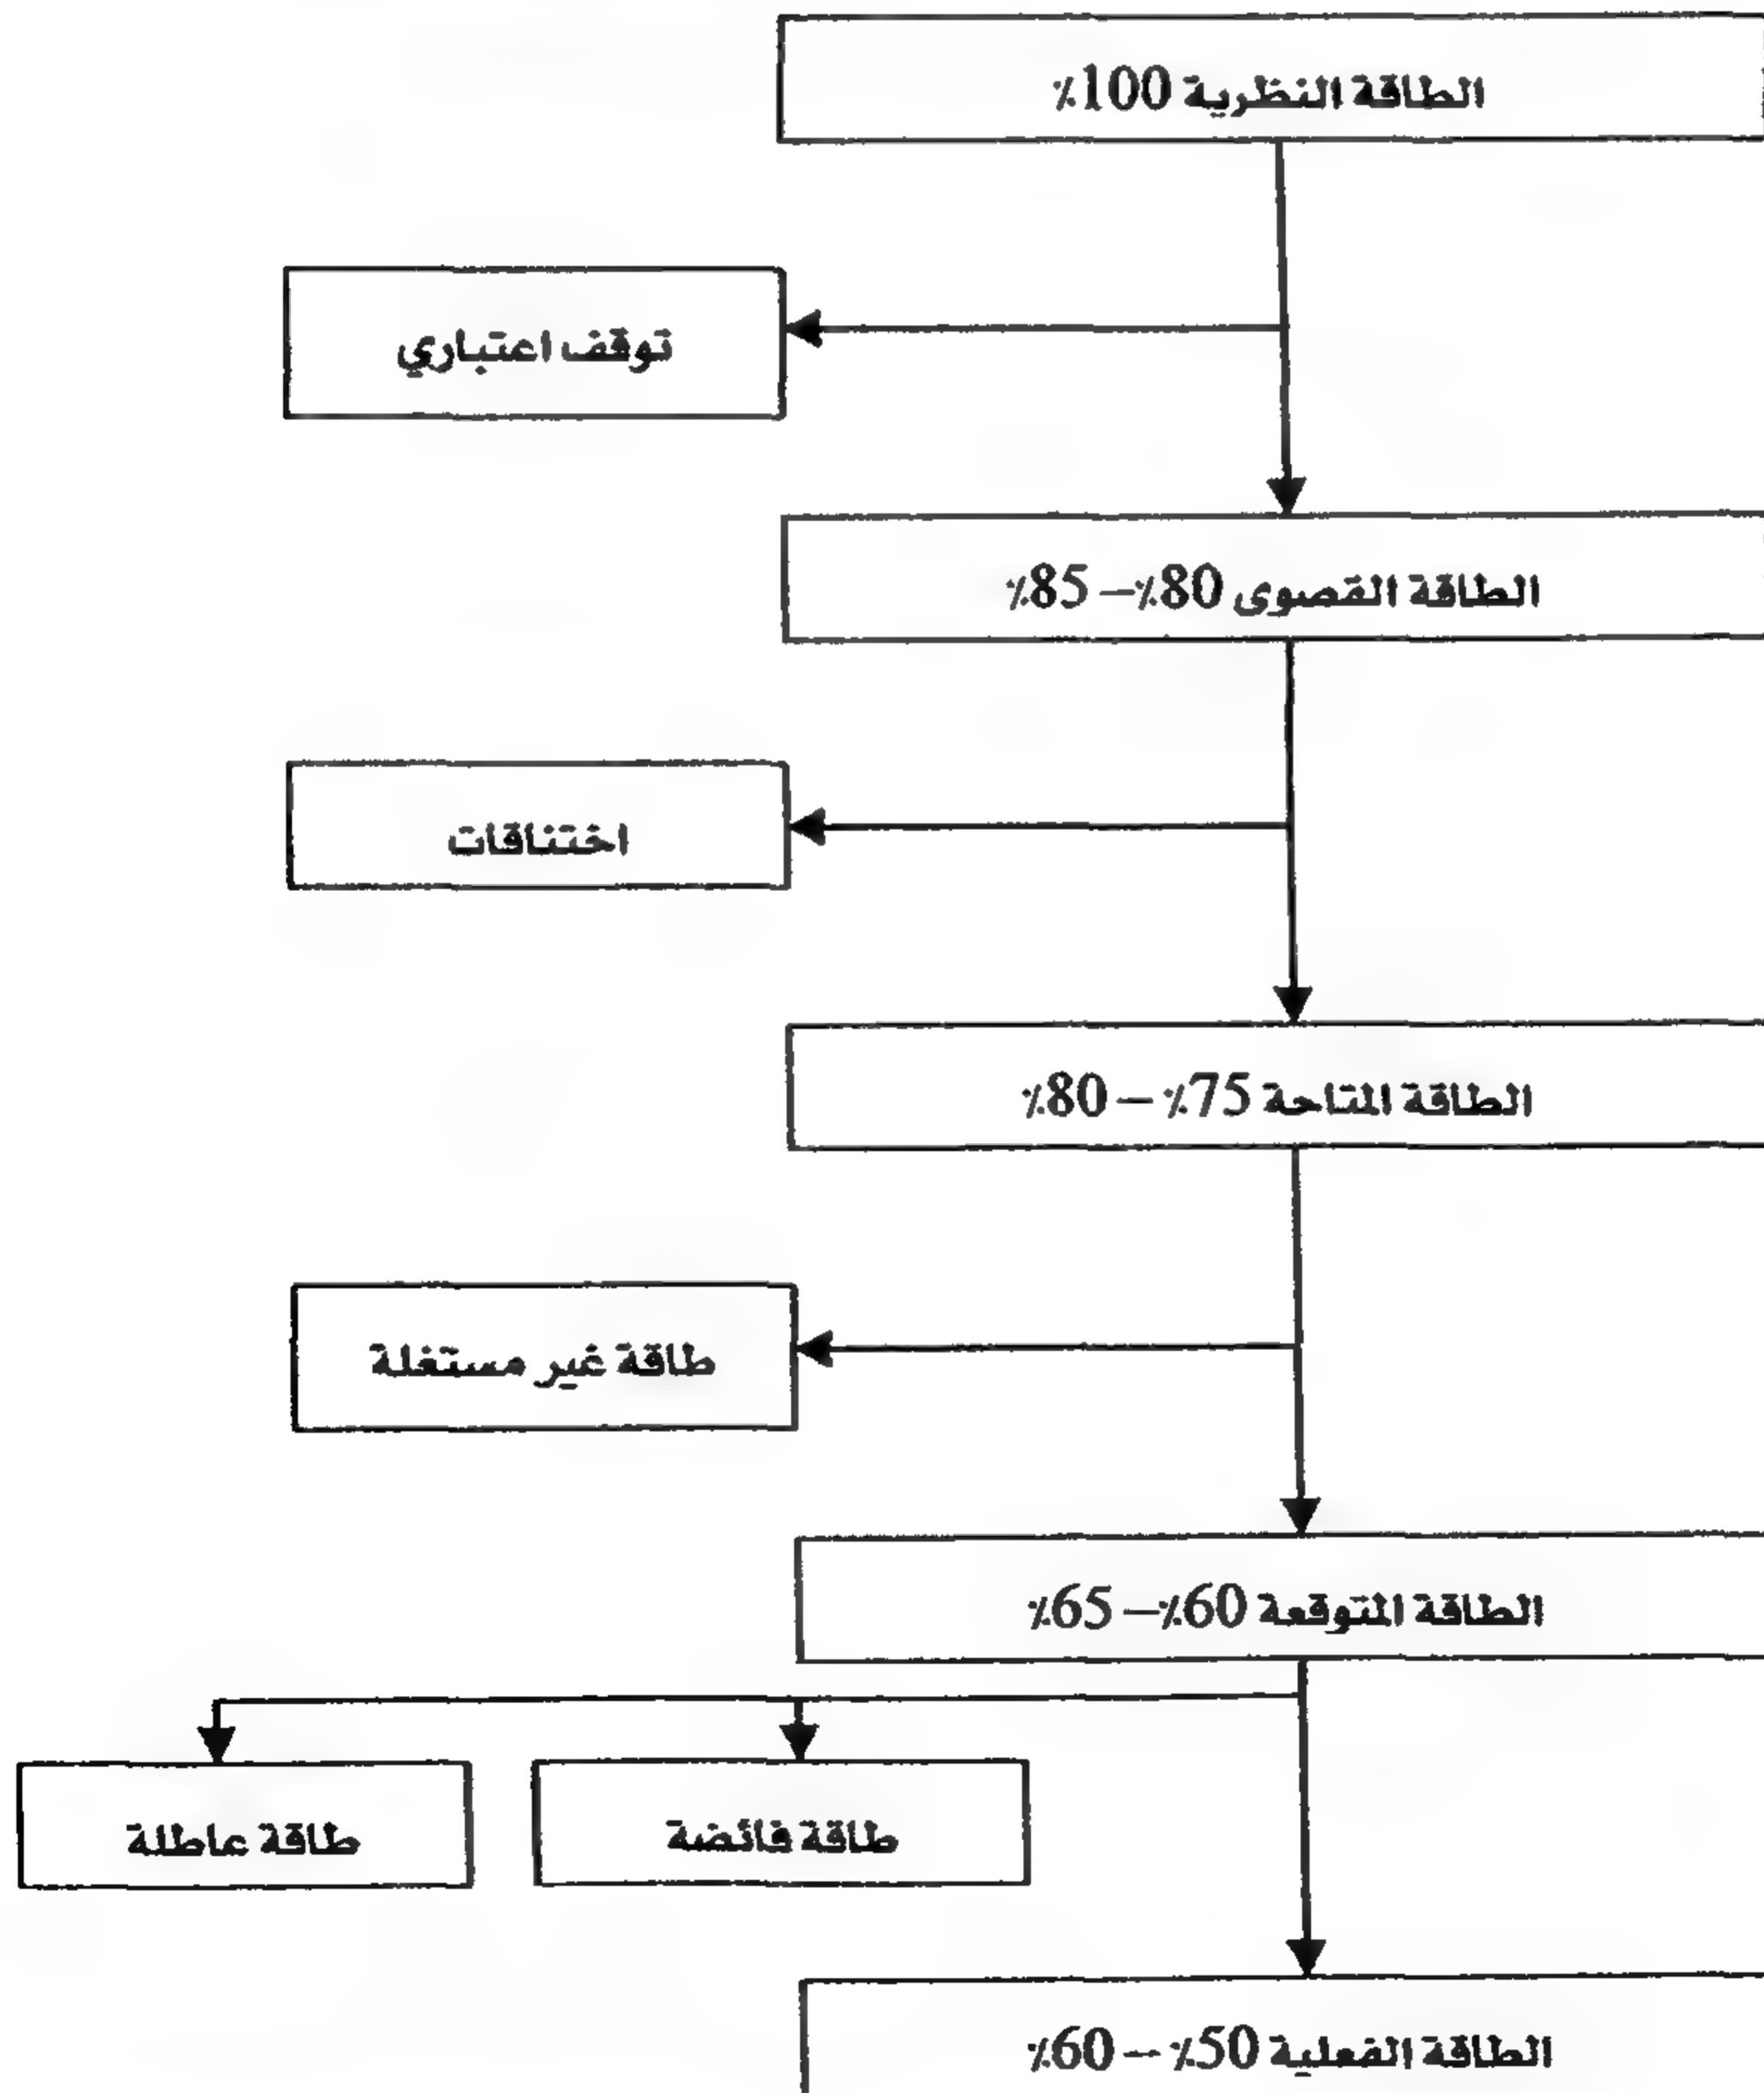 الطاقة النظرية 100٪
توقف اعتباري
الطاقة القصوى 80٪– 85٪
اختناقات
الطاقة المتاحة 75٪ – 80٪
طاقة غير مستغلة
الطاقة المتوقعة 60٪– 65٪
طاقة فائضة
طاقة عاطلة
الطاقة الفعلية 50٪ – 60٪